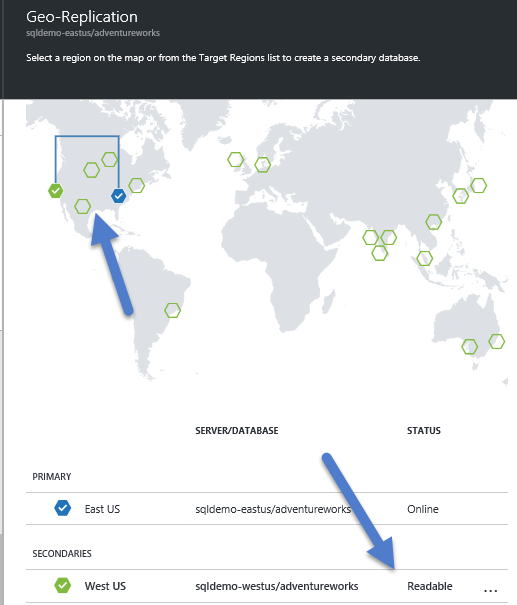 Geo-Replication
sqldemo-eastus/adventureworks
Select a region on the map or from the Target Regions list to create a secondary database.
SERVER/DATABASE STATUS
PRIMARY
East US sqldemo-eastus/adventureworks Online
SECONDARIES
West US sqldemo-westus/adventureworks Readable ...